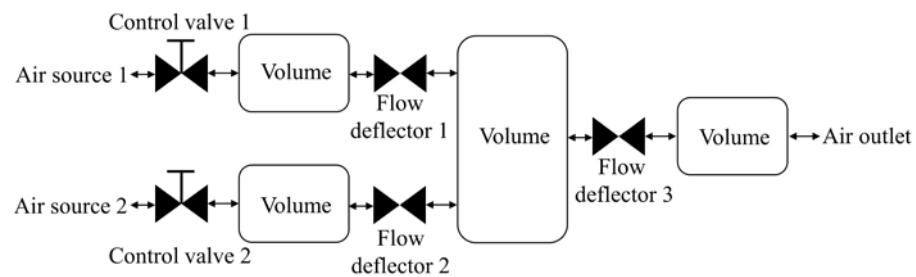 Control valve 1
Air source 1
Volume
Flow
deflector 1
Volume
Flow
deflector 3
Volume
Air outlet
Air source 2
Volume
Control valve 2
Flow
deflector 2